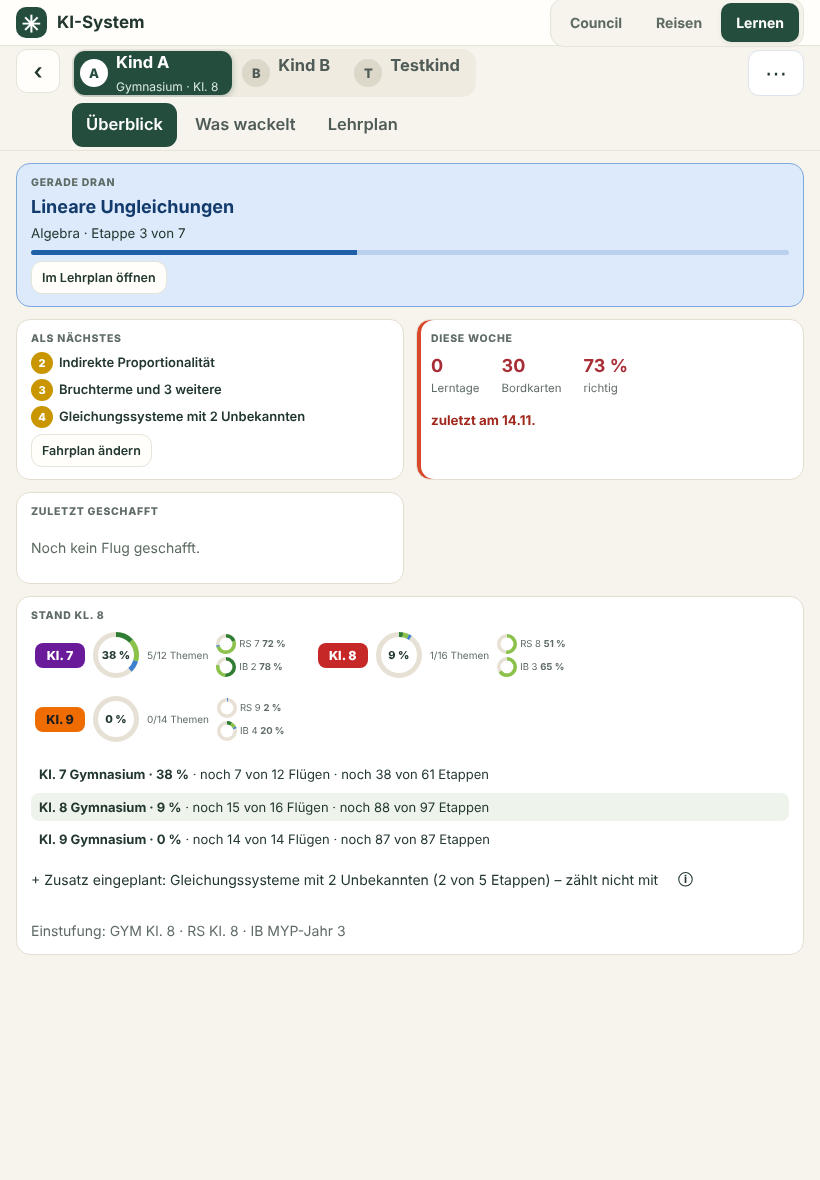 KI-System
Council
Reisen
Lernen
‹
A
Kind A
Gymnasium · Kl. 8
B
Kind B
T
Testkind
...
Überblick
Was wackelt
Lehrplan
GERADE DRAN
Lineare Ungleichungen
Algebra · Etappe 3 von 7
Im Lehrplan öffnen
ALS NÄCHSTES
2 Indirekte Proportionalität
3 Bruchterme und 3 weitere
4 Gleichungssysteme mit 2 Unbekannten
Fahrplan ändern
DIESE WOCHE
0 30 73 %
Lerntage Bordkarten richtig
zuletzt am 14.11.
ZULETZT GESCHAFFT
Noch kein Flug geschafft.
STAND KL. 8
Kl. 7 38 % 5/12 Themen
RS 7 72 %
IB 2 78 %
Kl. 8 9 % 1/16 Themen
RS 8 51 %
IB 3 65 %
Kl. 9 0 % 0/14 Themen
RS 9 2 %
IB 4 20 %
Kl. 7 Gymnasium · 38 % · noch 7 von 12 Flügen · noch 38 von 61 Etappen
Kl. 8 Gymnasium · 9 % · noch 15 von 16 Flügen · noch 88 von 97 Etappen
Kl. 9 Gymnasium · 0 % · noch 14 von 14 Flügen · noch 87 von 87 Etappen
+ Zusatz eingeplant: Gleichungssysteme mit 2 Unbekannten (2 von 5 Etappen) – zählt nicht mit ⓘ
Einstufung: GYM Kl. 8 · RS Kl. 8 · IB MYP-Jahr 3